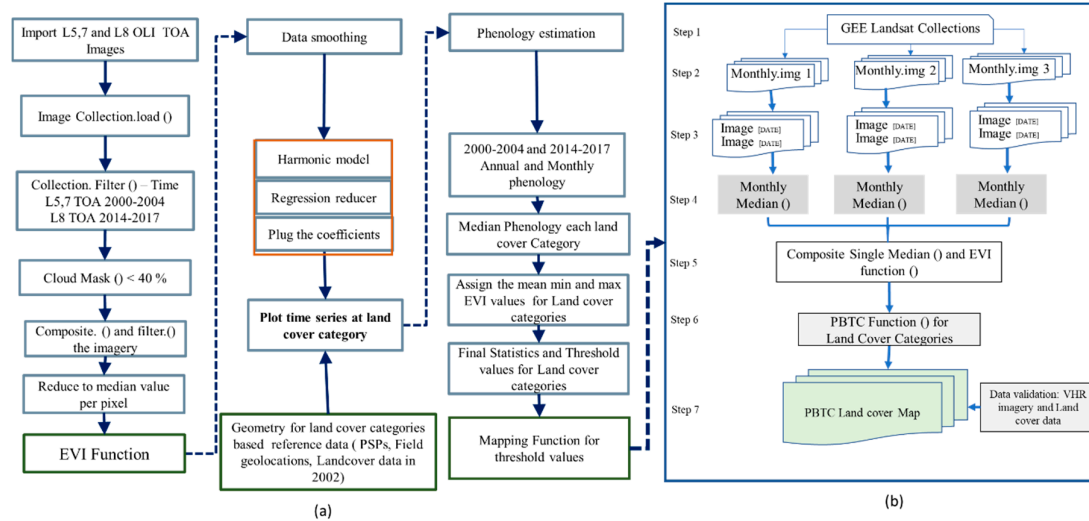 Import L5,7 and L8 OLI TOA
Images
Image Collection.load ()
Collection. Filter () – Time
L5,7 TOA 2000-2004
L8 TOA 2014-2017
Cloud Mask () < 40 %
Composite. () and filter.()
the imagery
Reduce to median value
per pixel
EVI Function
Data smoothing
Harmonic model
Regression reducer
Plug the coefficients
Plot time series at land
cover category
Geometry for land cover categories
based reference data ( PSPs, Field
geolocations, Landcover data in
2002)
(a)
Phenology estimation
2000-2004 and 2014-2017
Annual and Monthly
phenology
Median Phenology each land
cover Category
Assign the mean min and max
EVI values for Land cover
categories
Final Statistics and Threshold
values for Land cover
categories
Mapping Function for
threshold values
Step 1
GEE Landsat Collections
Step 2
Monthly.img 1
Monthly.img 2
Monthly.img 3
Step 3
Image [DATE]
Image [DATE]
Image [DATE]
Image [DATE]
Image [DATE]
Image [DATE]
Step 4
Monthly
Median ()
Monthly
Median ()
Monthly
Median ()
Step 5
Composite Single Median () and EVI
function ()
Step 6
PBTC Function () for
Land Cover Categories
Step 7
PBTC Land cover Map
Data validation: VHR
imagery and Land
cover data
(b)